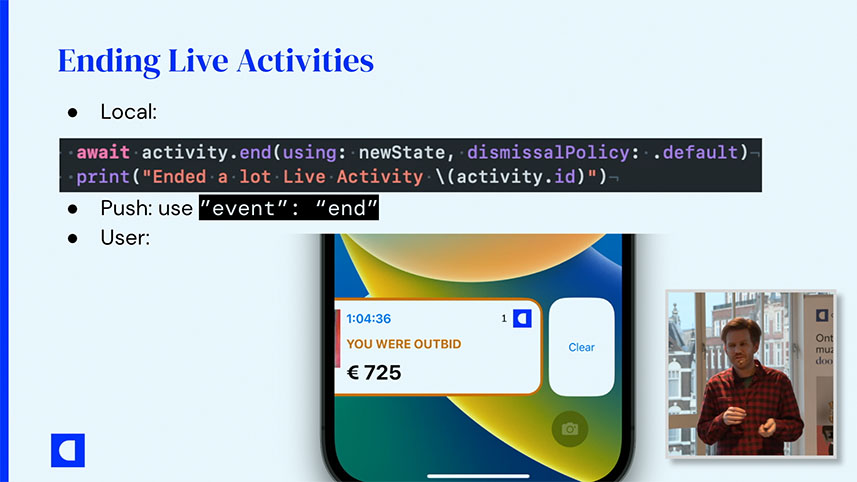 Ending Live Activities
● Local:
await activity.end(using: newState, dismissalPolicy: .default)¬
print("Ended a lot Live Activity \(activity.id)")¬
● Push: use ”event”: “end”
● User:
1:04:36 1
YOU WERE OUTBID
€ 725
Clear
Ont
muz
doo